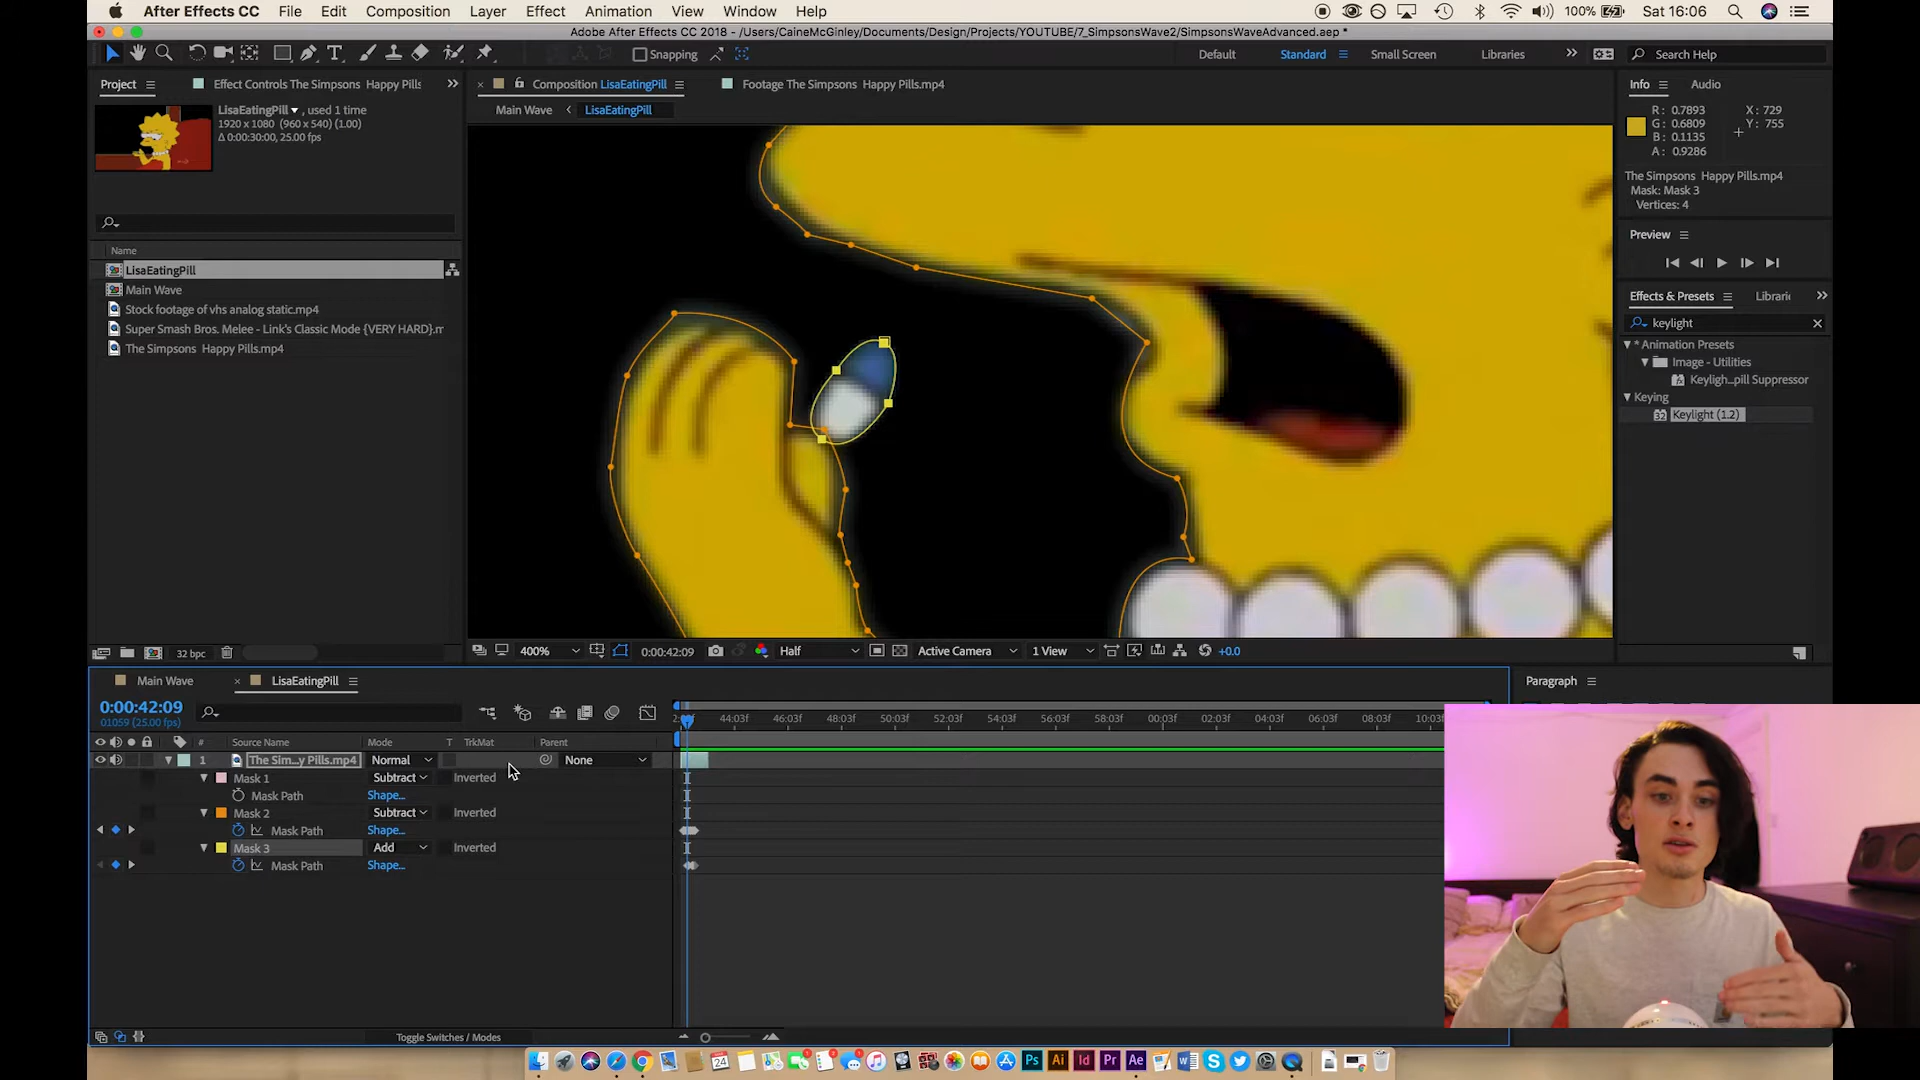 After Effects CC File Edit Composition Layer Effect Animation View Window Help
100% Sat 16:06
Adobe After Effects CC 2018 - /Users/CaineMcGinley/Documents/Design/Projects/YOUTUBE/7_SimpsonsWave2/SimpsonsWaveAdvanced.aep *
Snapping
Default Standard Small Screen Libraries
Search Help
Project
Effect Controls The Simpsons Happy Pills
Composition LisaEatingPill
Footage The Simpsons Happy Pills.mp4
Main Wave LisaEatingPill
LisaEatingPill , used 1 time
1920 x 1080 (960 x 540) (1.00)
Δ 0:00:30:00, 25.00 fps
Name
LisaEatingPill
Main Wave
Stock footage of vhs analog static.mp4
Super Smash Bros. Melee - Link's Classic Mode {VERY HARD}.m
The Simpsons Happy Pills.mp4
32 bpc
Info Audio
R : 0.7893
G : 0.6809
B : 0.1135
A : 0.9286
X : 729
Y : 755
The Simpsons Happy Pills.mp4
Mask: Mask 3
Vertices: 4
Preview
Effects & Presets
Librari
keylight
* Animation Presets
Image - Utilities
Keyligh...pill Suppressor
Keying
32 Keylight (1.2)
400% 0:00:42:09 Half Active Camera 1 View +0.0
Main Wave
LisaEatingPill
0:00:42:09
01059 (25.00 fps)
2:03f 44:03f 46:03f 48:03f 50:03f 52:03f 54:03f 56:03f 58:03f 00:03f 02:03f 04:03f 06:03f 08:03f 10:03
# Source Name Mode T TrkMat Parent
1 The Sim...y Pills.mp4 Normal None
Mask 1 Subtract Inverted
Mask Path Shape...
Mask 2 Subtract Inverted
Mask Path Shape...
Mask 3 Add Inverted
Mask Path Shape...
Toggle Switches / Modes
Paragraph
24
Ps Ai Id Pr Ae